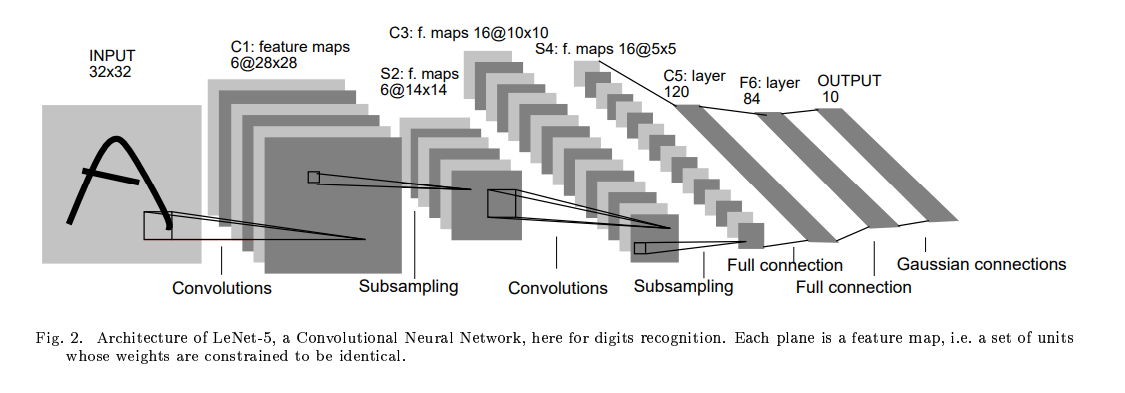 INPUT
32x32
C1: feature maps
6@28x28
S2: f. maps
6@14x14
C3: f. maps 16@10x10
S4: f. maps 16@5x5
C5: layer
120
F6: layer
84
OUTPUT
10
Convolutions
Subsampling
Convolutions
Subsampling
Full connection
Full connection
Gaussian connections
Fig. 2. Architecture of LeNet-5, a Convolutional Neural Network, here for digits recognition. Each plane is a feature map, i.e. a set of units
whose weights are constrained to be identical.